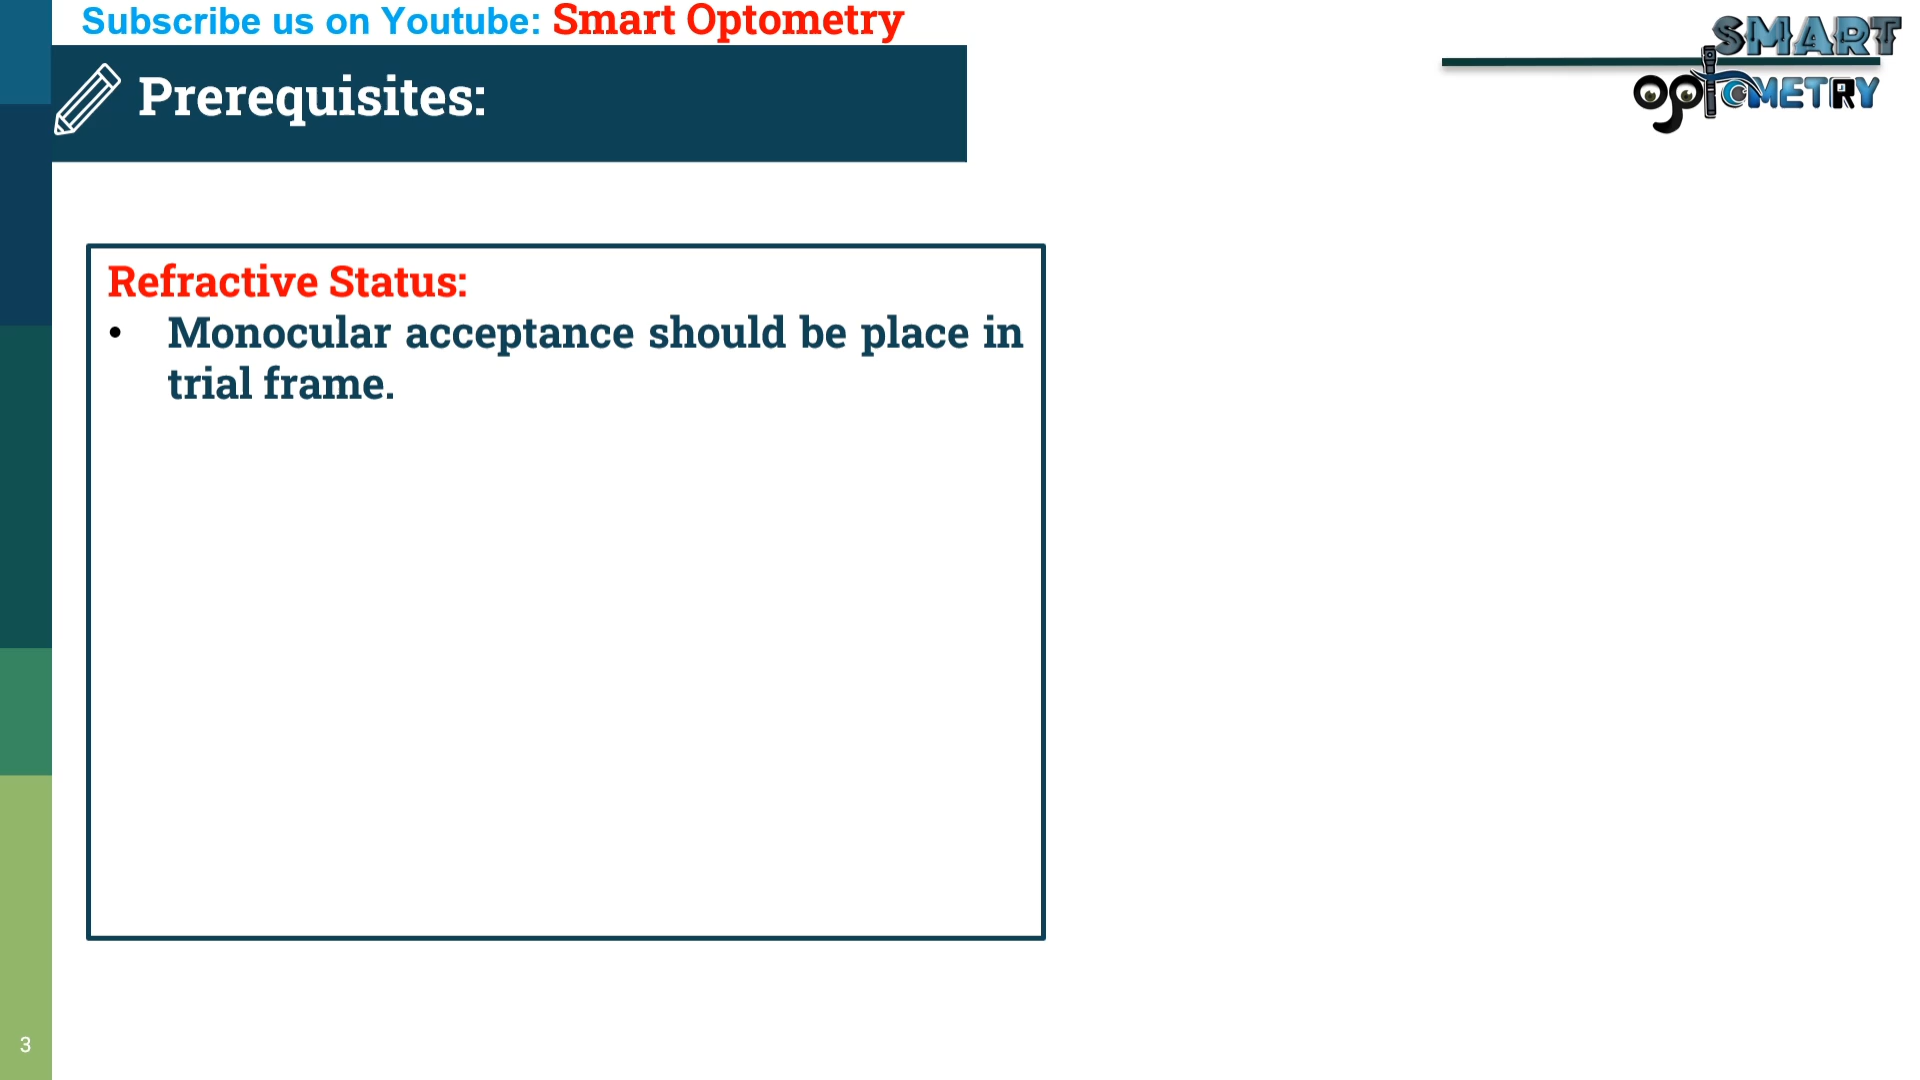 Subscribe us on Youtube: Smart Optometry
SMART
OptOMETRY
Prerequisites:
Refractive Status:
• Monocular acceptance should be place in
trial frame.
3